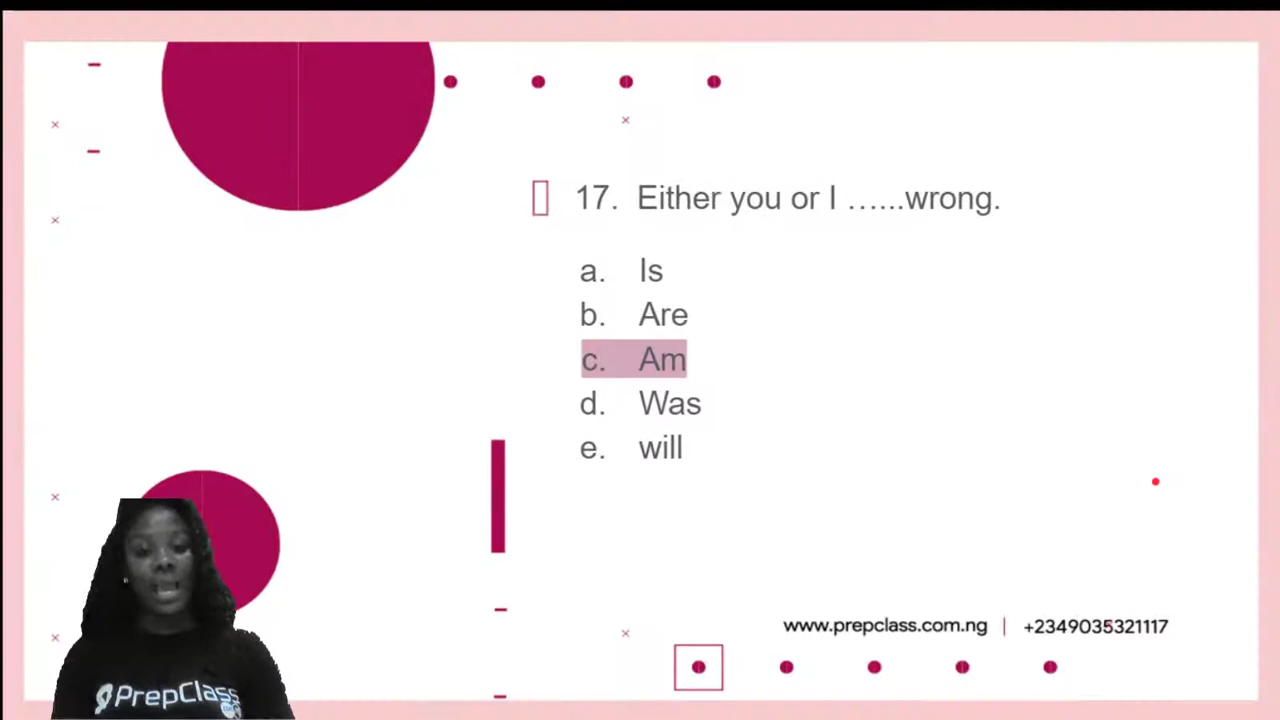 17. Either you or I …...wrong.
a. Is
b. Are
c. Am
d. Was
e. will
www.prepclass.com.ng | +2349035321117
PrepClass